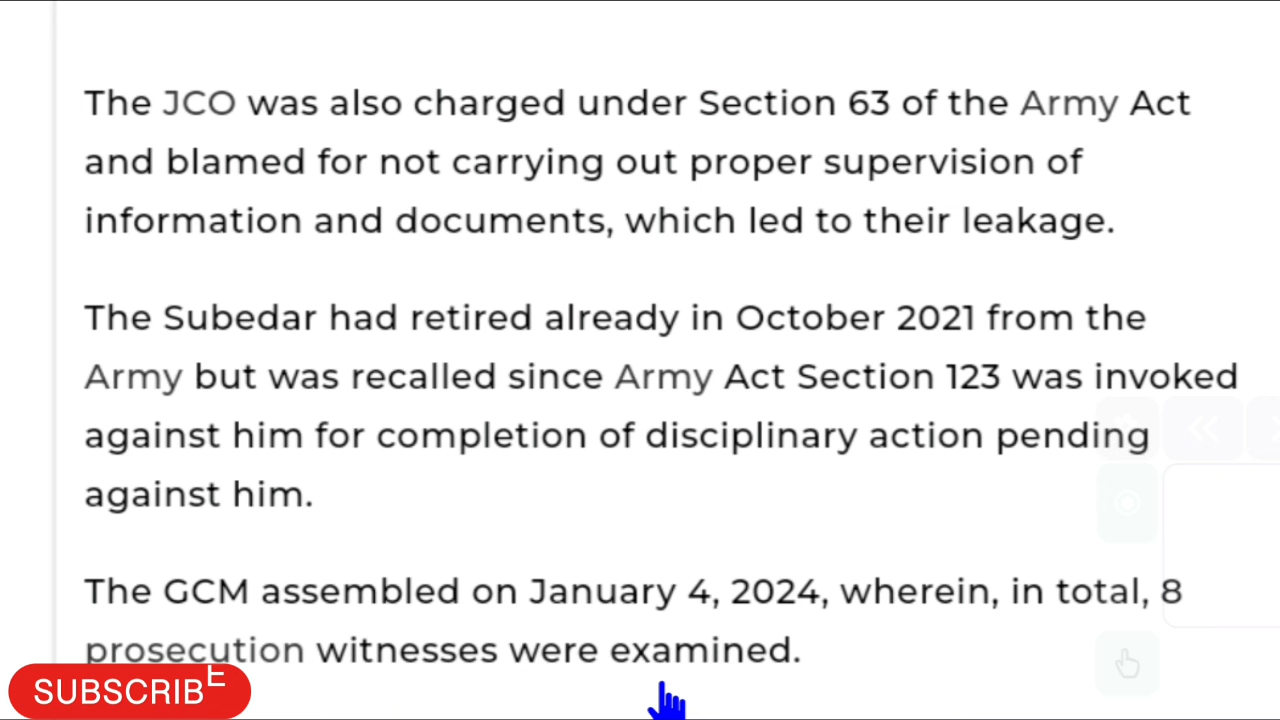 The JCO was also charged under Section 63 of the Army Act
and blamed for not carrying out proper supervision of
information and documents, which led to their leakage.
The Subedar had retired already in October 2021 from the
Army but was recalled since Army Act Section 123 was invoked
against him for completion of disciplinary action pending
against him.
The GCM assembled on January 4, 2024, wherein, in total, 8
prosecution witnesses were examined.
SUBSCRIBE